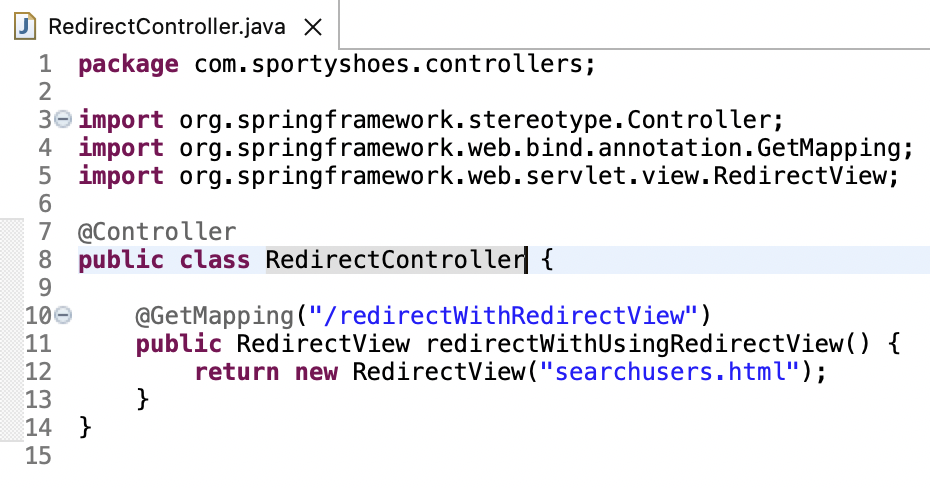 RedirectController.java
1 package com.sportyshoes.controllers;
2
3 import org.springframework.stereotype.Controller;
4 import org.springframework.web.bind.annotation.GetMapping;
5 import org.springframework.web.servlet.view.RedirectView;
6
7 @Controller
8 public class RedirectController {
9
10     @GetMapping("/redirectWithRedirectView")
11     public RedirectView redirectWithUsingRedirectView() {
12         return new RedirectView("searchusers.html");
13     }
14 }
15